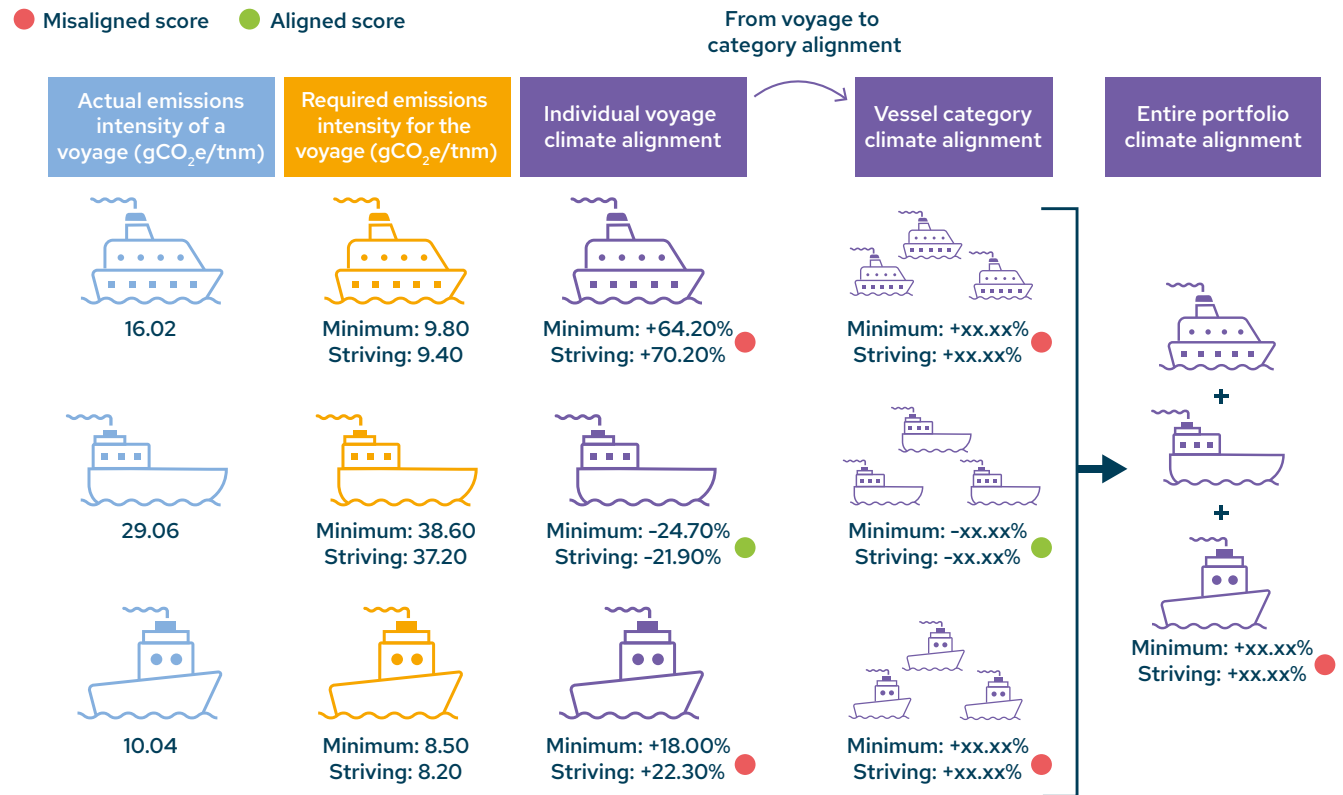 Misaligned score
Aligned score
From voyage to
category alignment
Actual emissions
intensity of a
voyage (gCO₂e/tnm)
Required emissions
intensity for the
voyage (gCO₂e/tnm)
Individual voyage
climate alignment
Vessel category
climate alignment
Entire portfolio
climate alignment
16.02
Minimum: 9.80
Striving: 9.40
Minimum: +64.20%
Striving: +70.20%
Minimum: +xx.xx%
Striving: +xx.xx%
29.06
Minimum: 38.60
Striving: 37.20
Minimum: -24.70%
Striving: -21.90%
Minimum: -xx.xx%
Striving: -xx.xx%
10.04
Minimum: 8.50
Striving: 8.20
Minimum: +18.00%
Striving: +22.30%
Minimum: +xx.xx%
Striving: +xx.xx%
+
+
Minimum: +xx.xx%
Striving: +xx.xx%